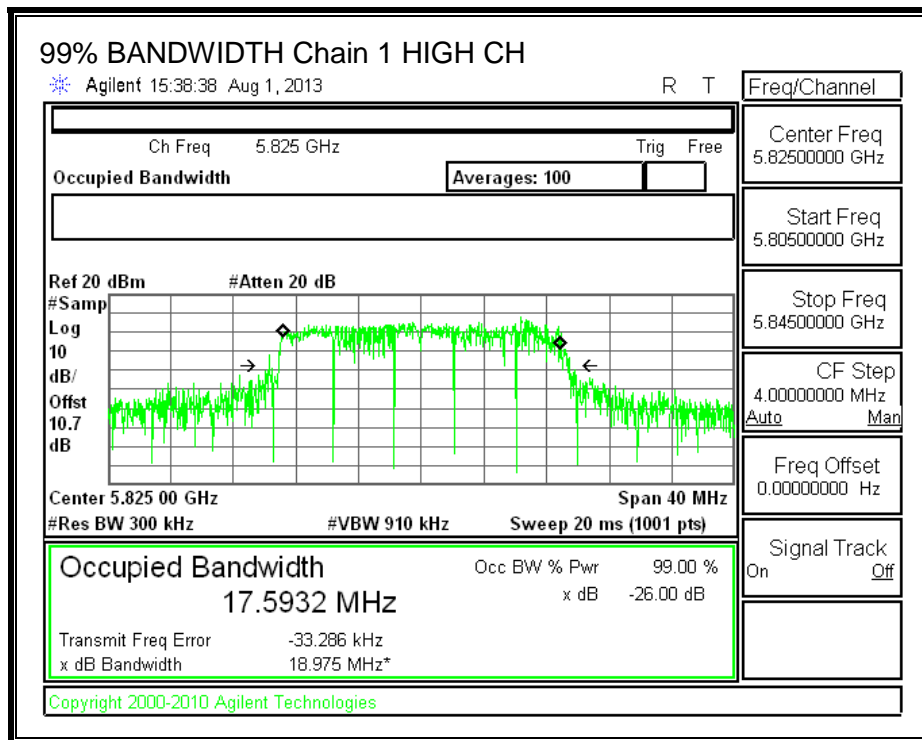 99% BANDWIDTH Chain 1 HIGH CH
Agilent 15:38:38 Aug 1, 2013 R T
Freq/Channel
Ch Freq 5.825 GHz Trig Free
Occupied Bandwidth Averages: 100
Center Freq
5.82500000 GHz
Start Freq
5.80500000 GHz
Stop Freq
5.84500000 GHz
CF Step
4.00000000 MHz
Auto Man
Freq Offset
0.00000000 Hz
Signal Track
On Off
Ref 20 dBm #Atten 20 dB
#Samp
Log
10
dB/
Offst
10.7
dB
Center 5.825 00 GHz Span 40 MHz
#Res BW 300 kHz #VBW 910 kHz Sweep 20 ms (1001 pts)
Occupied Bandwidth Occ BW % Pwr 99.00 %
17.5932 MHz x dB -26.00 dB
Transmit Freq Error -33.286 kHz
x dB Bandwidth 18.975 MHz*
Copyright 2000-2010 Agilent Technologies